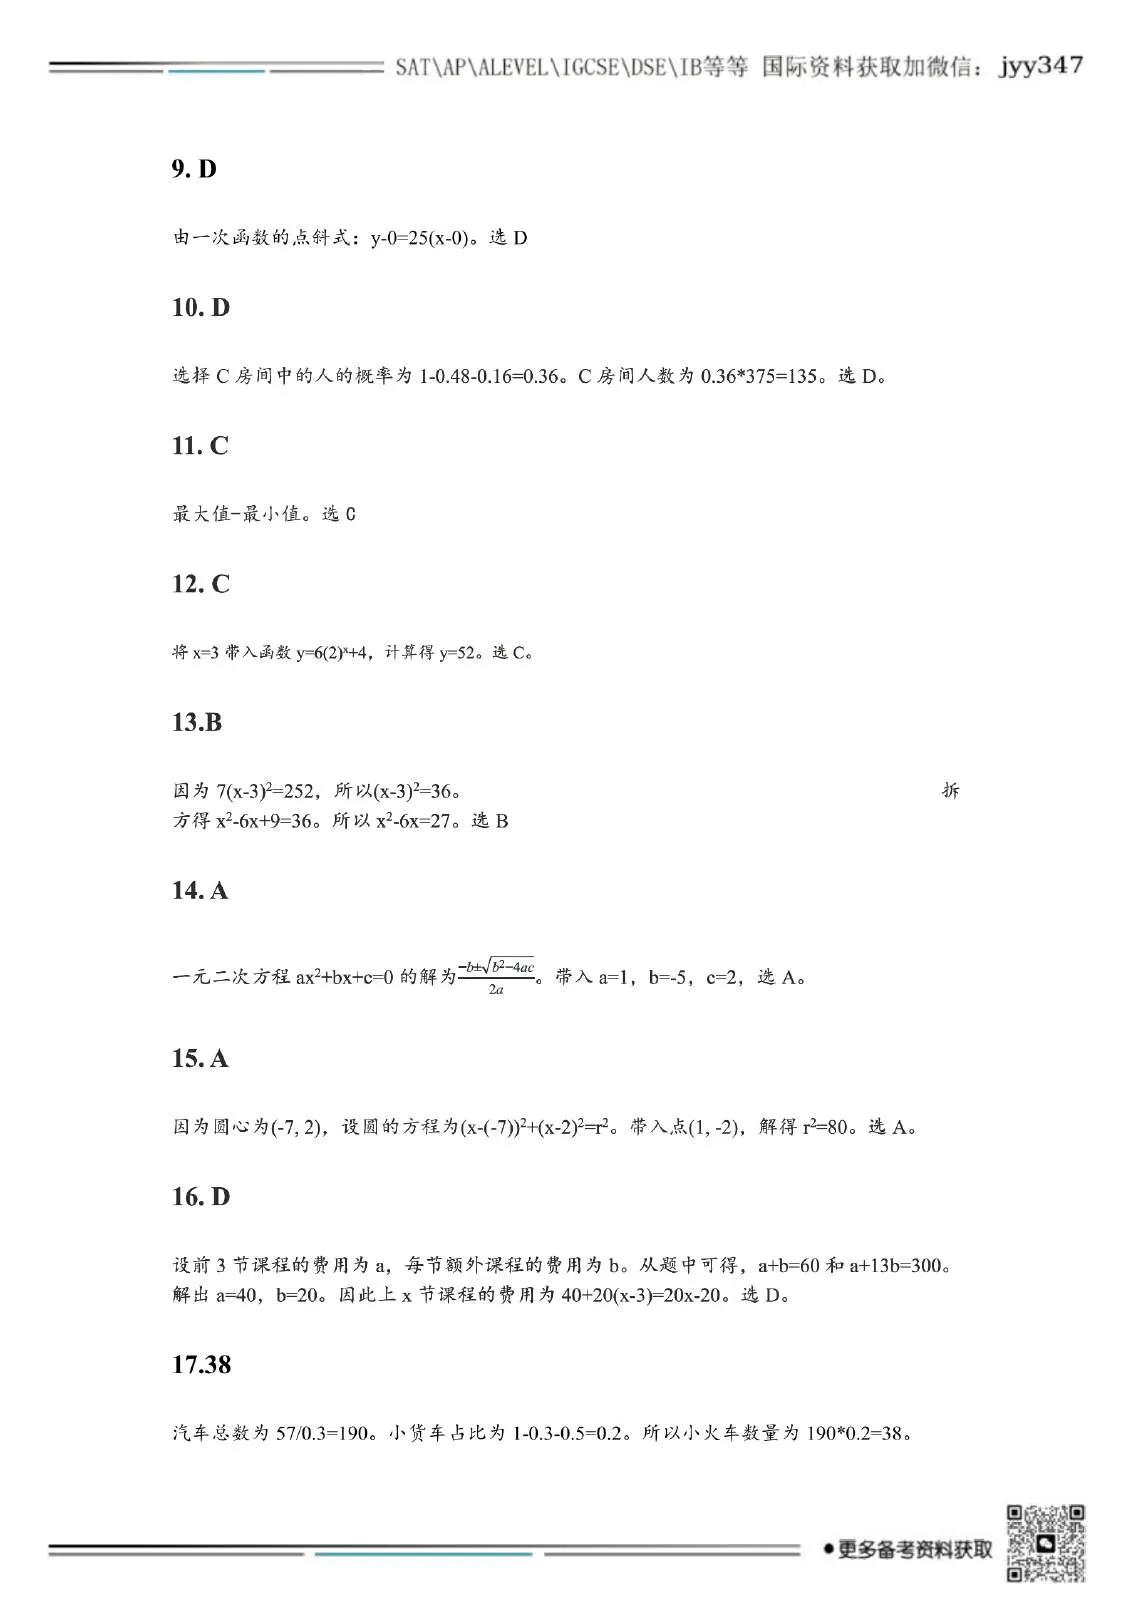 SAT\AP\ALEVEL\IGCSE\DSE\IB等等 国际资料获取加微信：jyy347
9. D
由一次函数的点斜式：y-0=25(x-0)。选 D
10. D
选择 C 房间中的人的概率为 1-0.48-0.16=0.36。C 房间人数为 0.36*375=135。选 D。
11. C
最大值-最小值。选 C
12. C
将 x=3 带入函数 y=6(2)ˣ+4，计算得 y=52。选 C。
13.B
因为 7(x-3)²=252，所以(x-3)²=36。 拆
方得 x²-6x+9=36。所以 x²-6x=27。选 B
14. A
一元二次方程 ax²+bx+c=0 的解为 \frac{-b±\sqrt{b²-4ac}}{2a}。带入 a=1，b=-5，c=2，选 A。
15. A
因为圆心为(-7, 2)，设圆的方程为(x-(-7))²+(x-2)²=r²。带入点(1, -2)，解得 r²=80。选 A。
16. D
设前 3 节课程的费用为 a，每节额外课程的费用为 b。从题中可得，a+b=60 和 a+13b=300。
解出 a=40，b=20。因此上 x 节课程的费用为 40+20(x-3)=20x-20。选 D。
17.38
汽车总数为 57/0.3=190。小货车占比为 1-0.3-0.5=0.2。所以小火车数量为 190*0.2=38。
●更多备考资料获取